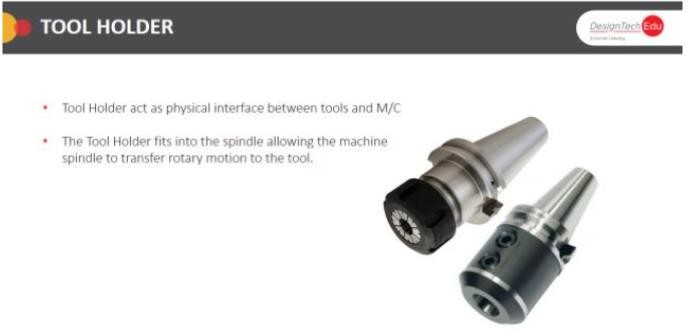 TOOL HOLDER
DesignTech Edu
Tool Holder act as physical interface between tools and M/C
The Tool Holder fits into the spindle allowing the machine
spindle to transfer rotary motion to the tool.